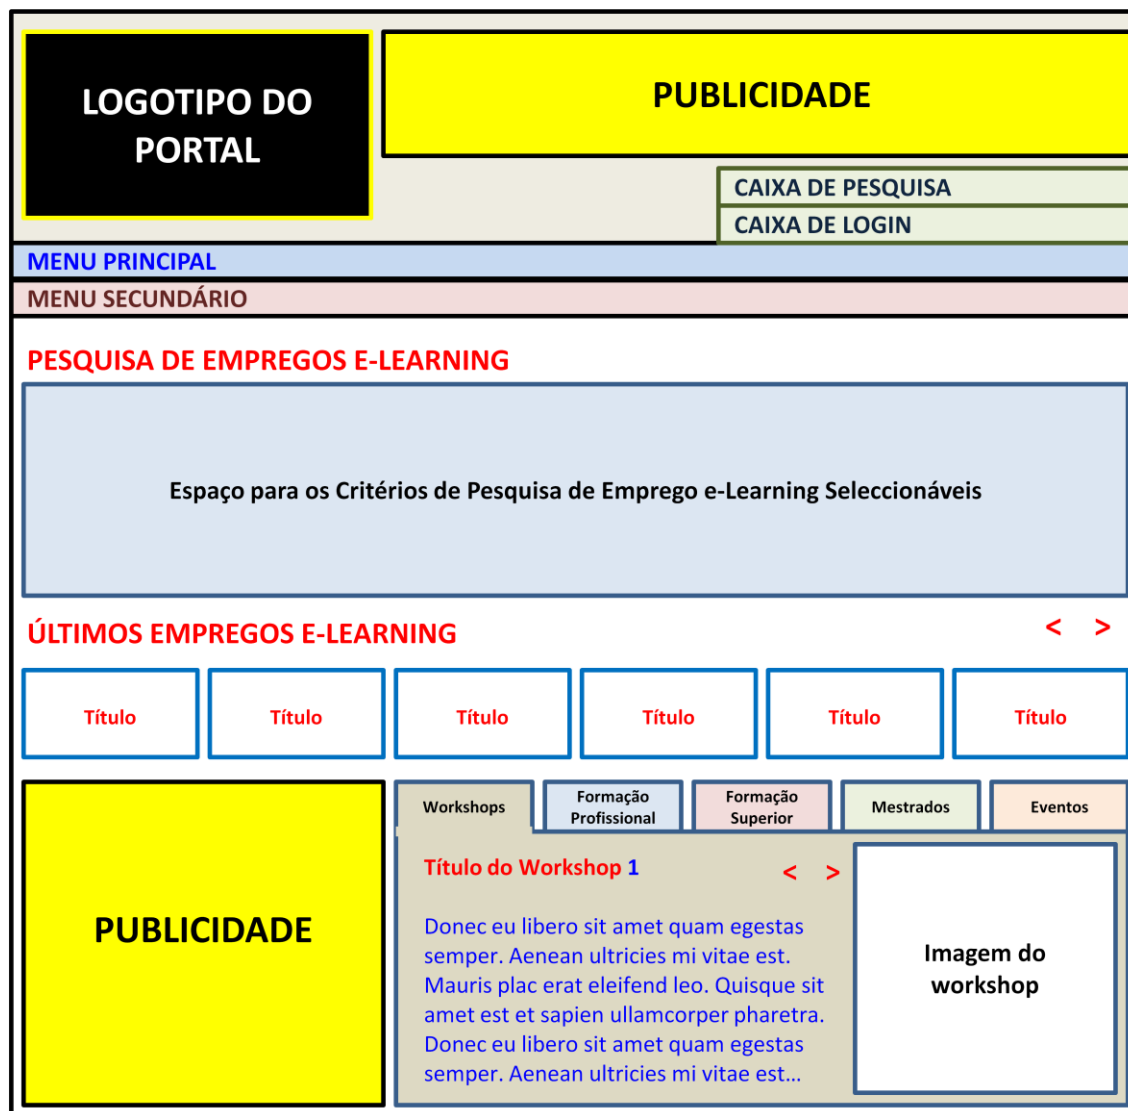 LOGOTIPO DO
PORTAL
PUBLICIDADE
CAIXA DE PESQUISA
CAIXA DE LOGIN
MENU PRINCIPAL
MENU SECUNDÁRIO
PESQUISA DE EMPREGOS E-LEARNING
Espaço para os Critérios de Pesquisa de Emprego e-Learning Seleccionáveis
ÚLTIMOS EMPREGOS E-LEARNING < >
Título Título Título Título Título Título
PUBLICIDADE
Workshops
Formação
Profissional
Formação
Superior
Mestrados
Eventos
Título do Workshop 1 < >
Donec eu libero sit amet quam egestas
semper. Aenean ultricies mi vitae est.
Mauris plac erat eleifend leo. Quisque sit
amet est et sapien ullamcorper pharetra.
Donec eu libero sit amet quam egestas
semper. Aenean ultricies mi vitae est...
Imagem do
workshop